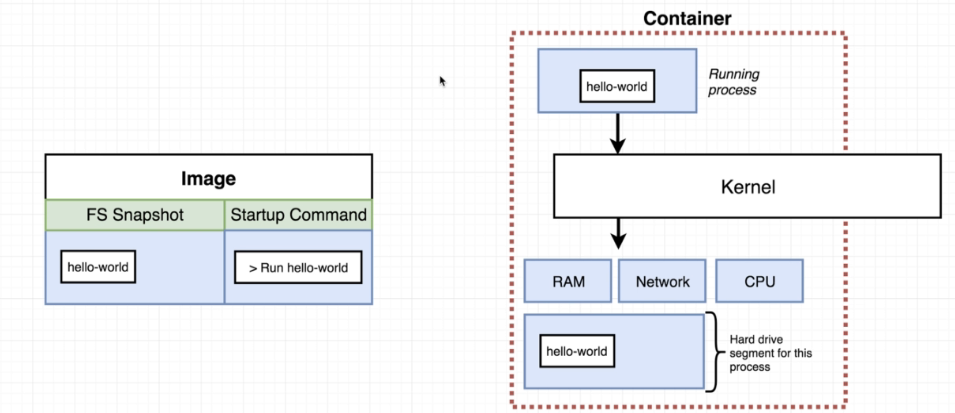 Image
FS Snapshot
Startup Command
hello-world
> Run hello-world
Container
hello-world
Running
process
Kernel
RAM
Network
CPU
hello-world
Hard drive
segment for this
process